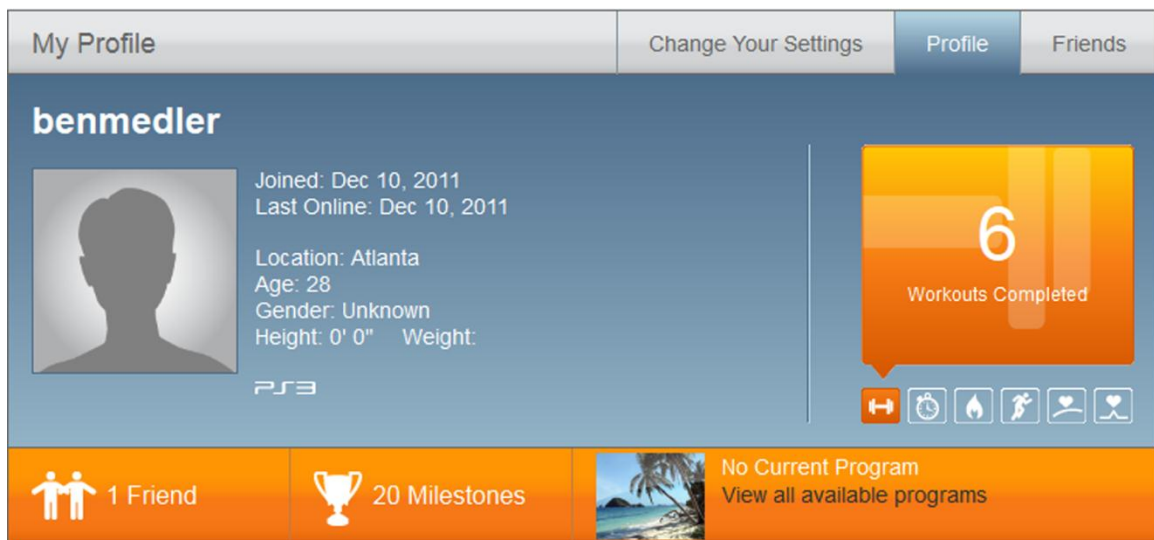 My Profile
Change Your Settings
Profile
Friends
benmedler
Joined: Dec 10, 2011
Last Online: Dec 10, 2011
Location: Atlanta
Age: 28
Gender: Unknown
Height: 0' 0" Weight:
PS3
6
Workouts Completed
1 Friend
20 Milestones
No Current Program
View all available programs